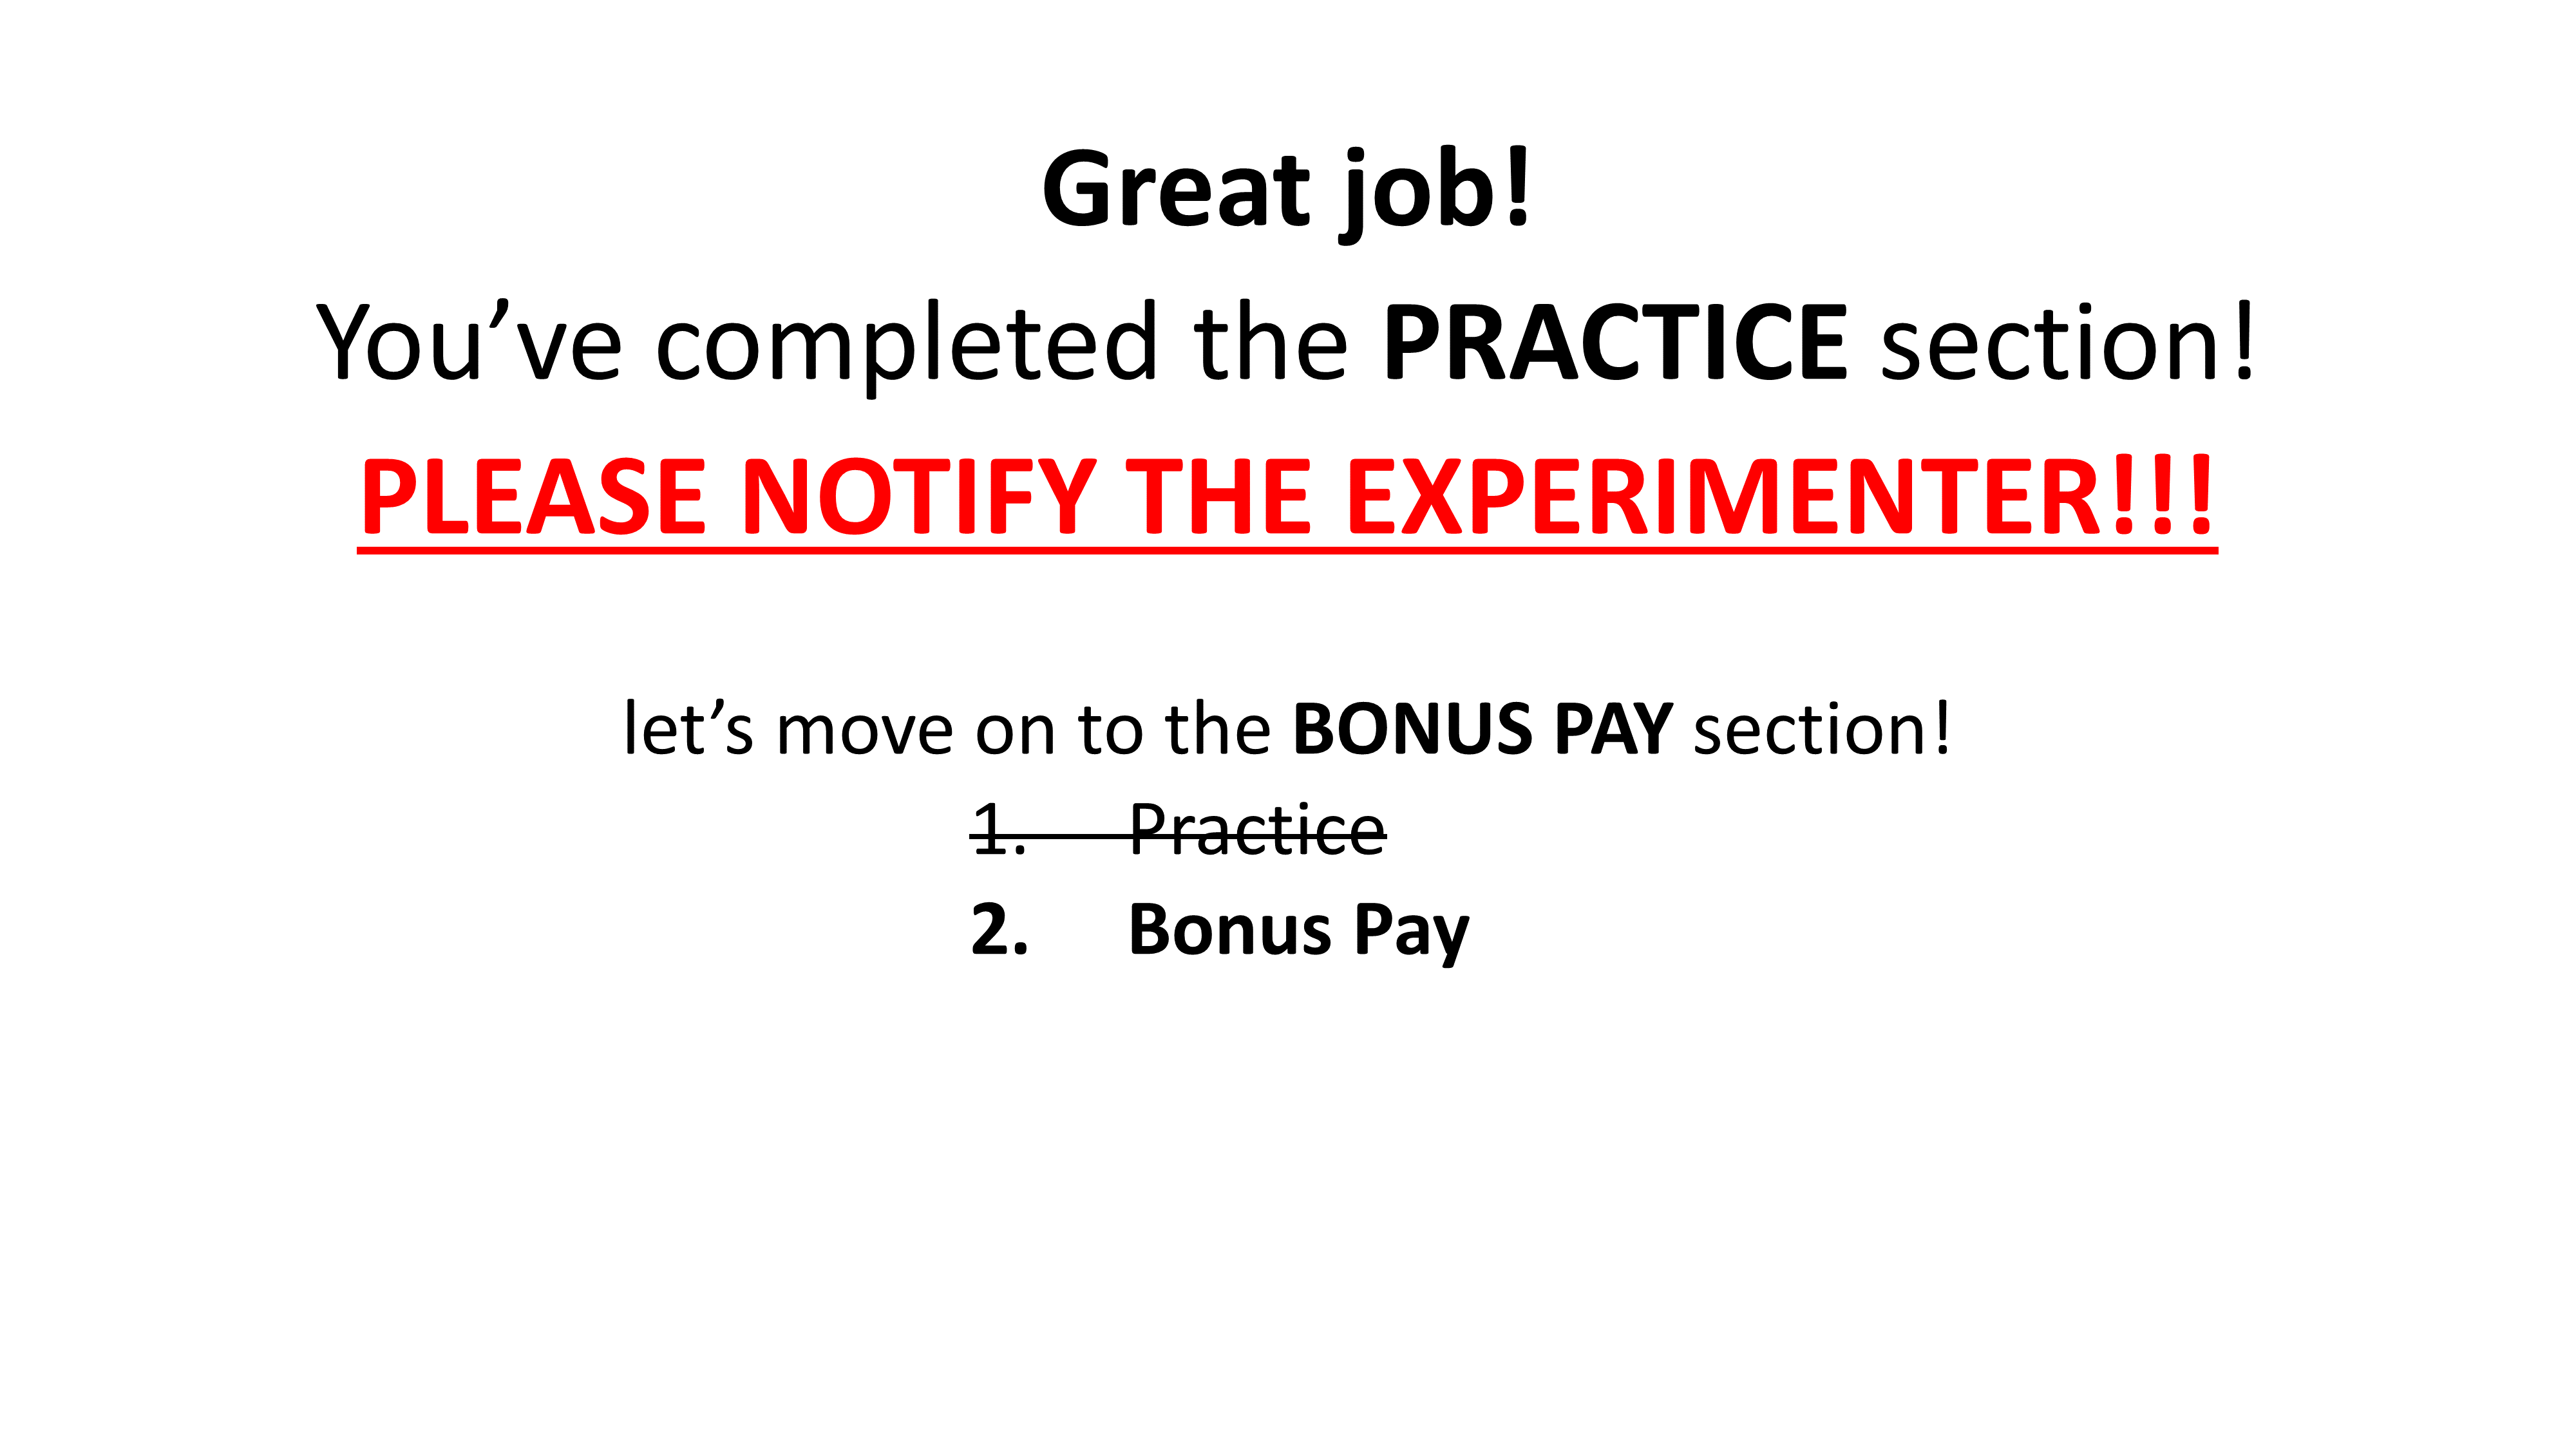 Great job!
You’ve completed the PRACTICE section!
PLEASE NOTIFY THE EXPERIMENTER!!!
let’s move on to the BONUS PAY section!
1. Practice
2. Bonus Pay